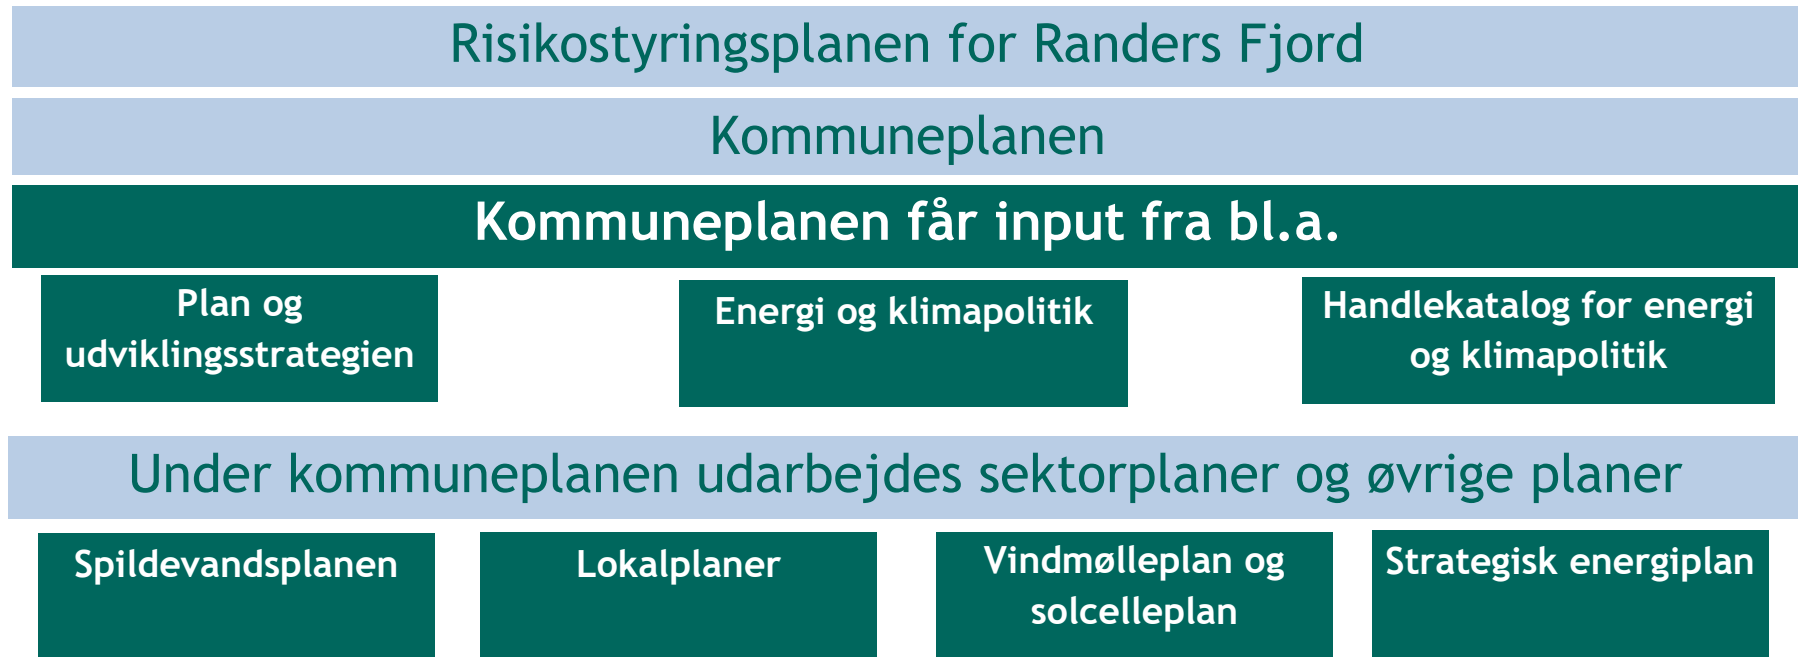 Risikostyringsplanen for Randers Fjord
Kommuneplanen
Kommuneplanen får input fra bl.a.
Plan og
udviklingsstrategien
Energi og klimapolitik
Handlekatalog for energi
og klimapolitik
Under kommuneplanen udarbejdes sektorplaner og øvrige planer
Spildevandsplanen
Lokalplaner
Vindmølleplan og
solcelleplan
Strategisk energiplan